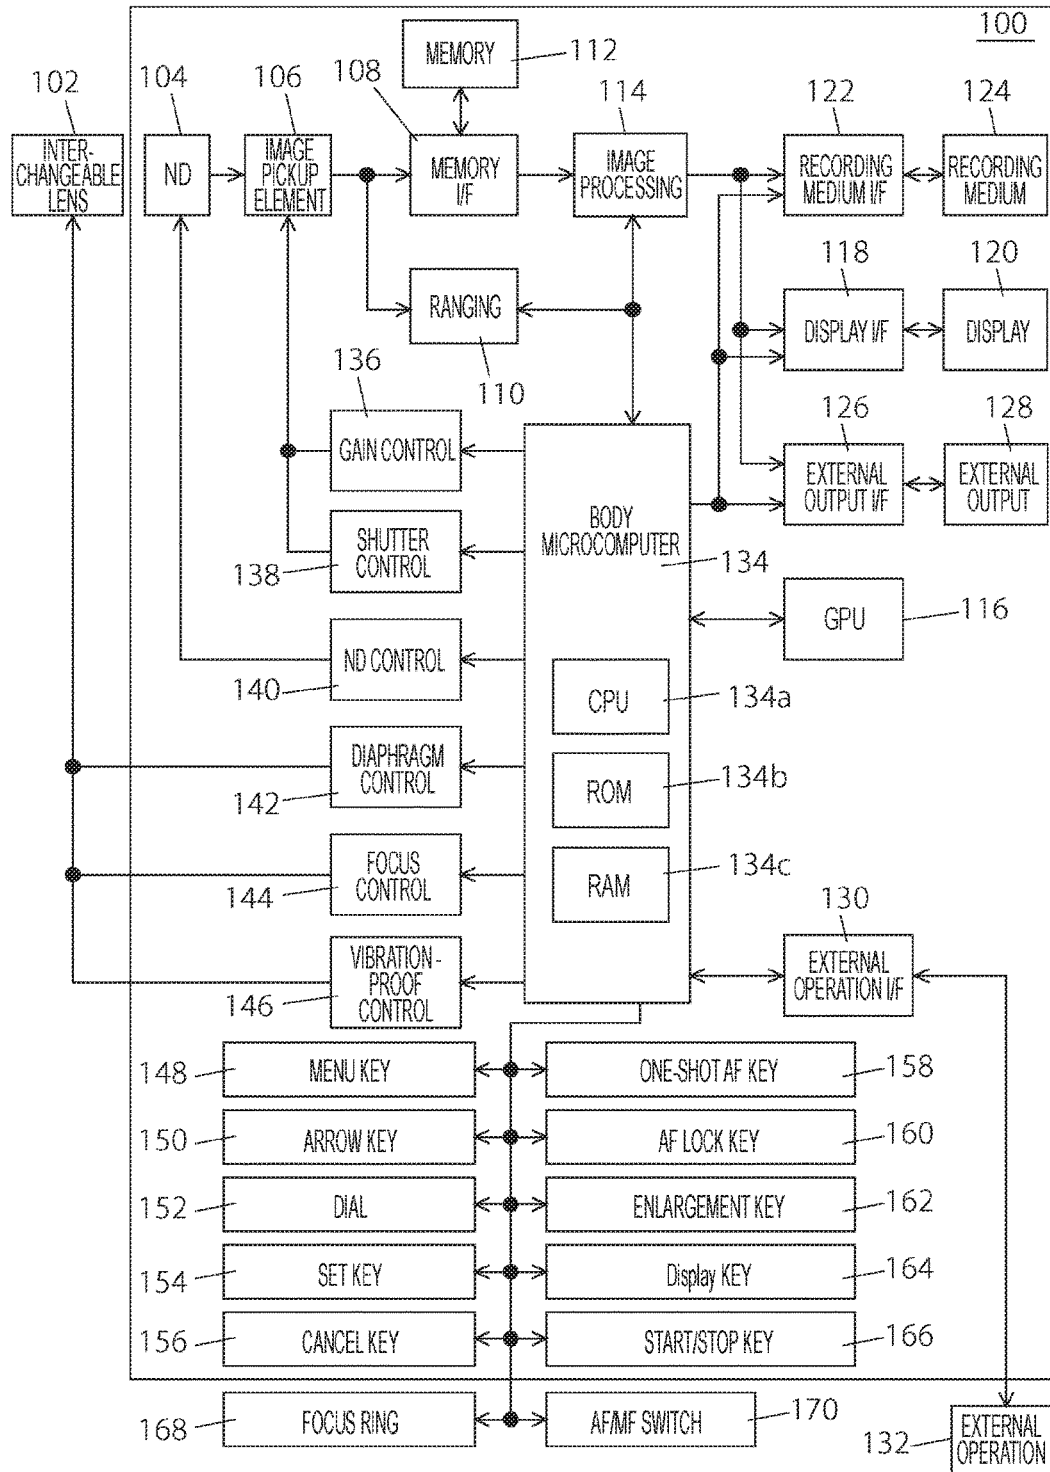 100
102
104
106
108
MEMORY
112
114
122
124
INTER-
CHANGEABLE
LENS
ND
IMAGE
PICKUP
ELEMENT
MEMORY
I/F
IMAGE
PROCESSING
RECORDING
MEDIUM I/F
RECORDING
MEDIUM
118
120
RANGING
110
DISPLAY I/F
DISPLAY
136
GAIN CONTROL
126
128
EXTERNAL
OUTPUT I/F
EXTERNAL
OUTPUT
SHUTTER
CONTROL
138
BODY
MICROCOMPUTER
134
GPU
116
ND CONTROL
140
CPU
134a
DIAPHRAGM
CONTROL
142
ROM
134b
FOCUS
CONTROL
144
RAM
134c
130
EXTERNAL
OPERATION I/F
VIBRATION-
PROOF
CONTROL
146
148
MENU KEY
ONE-SHOT AF KEY
158
150
ARROW KEY
AF LOCK KEY
160
152
DIAL
ENLARGEMENT KEY
162
154
SET KEY
Display KEY
164
156
CANCEL KEY
START/STOP KEY
166
168
FOCUS RING
AF/MF SWITCH
170
132
EXTERNAL
OPERATION